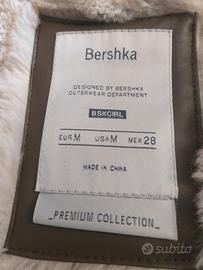 Bershka
DESIGNED BY BERSHKA
OUTERWEAR DEPARTMENT
BSKGIRL
EUR M USA M MEX 28
MADE IN CHINA
_PREMIUM COLLECTION_
subito